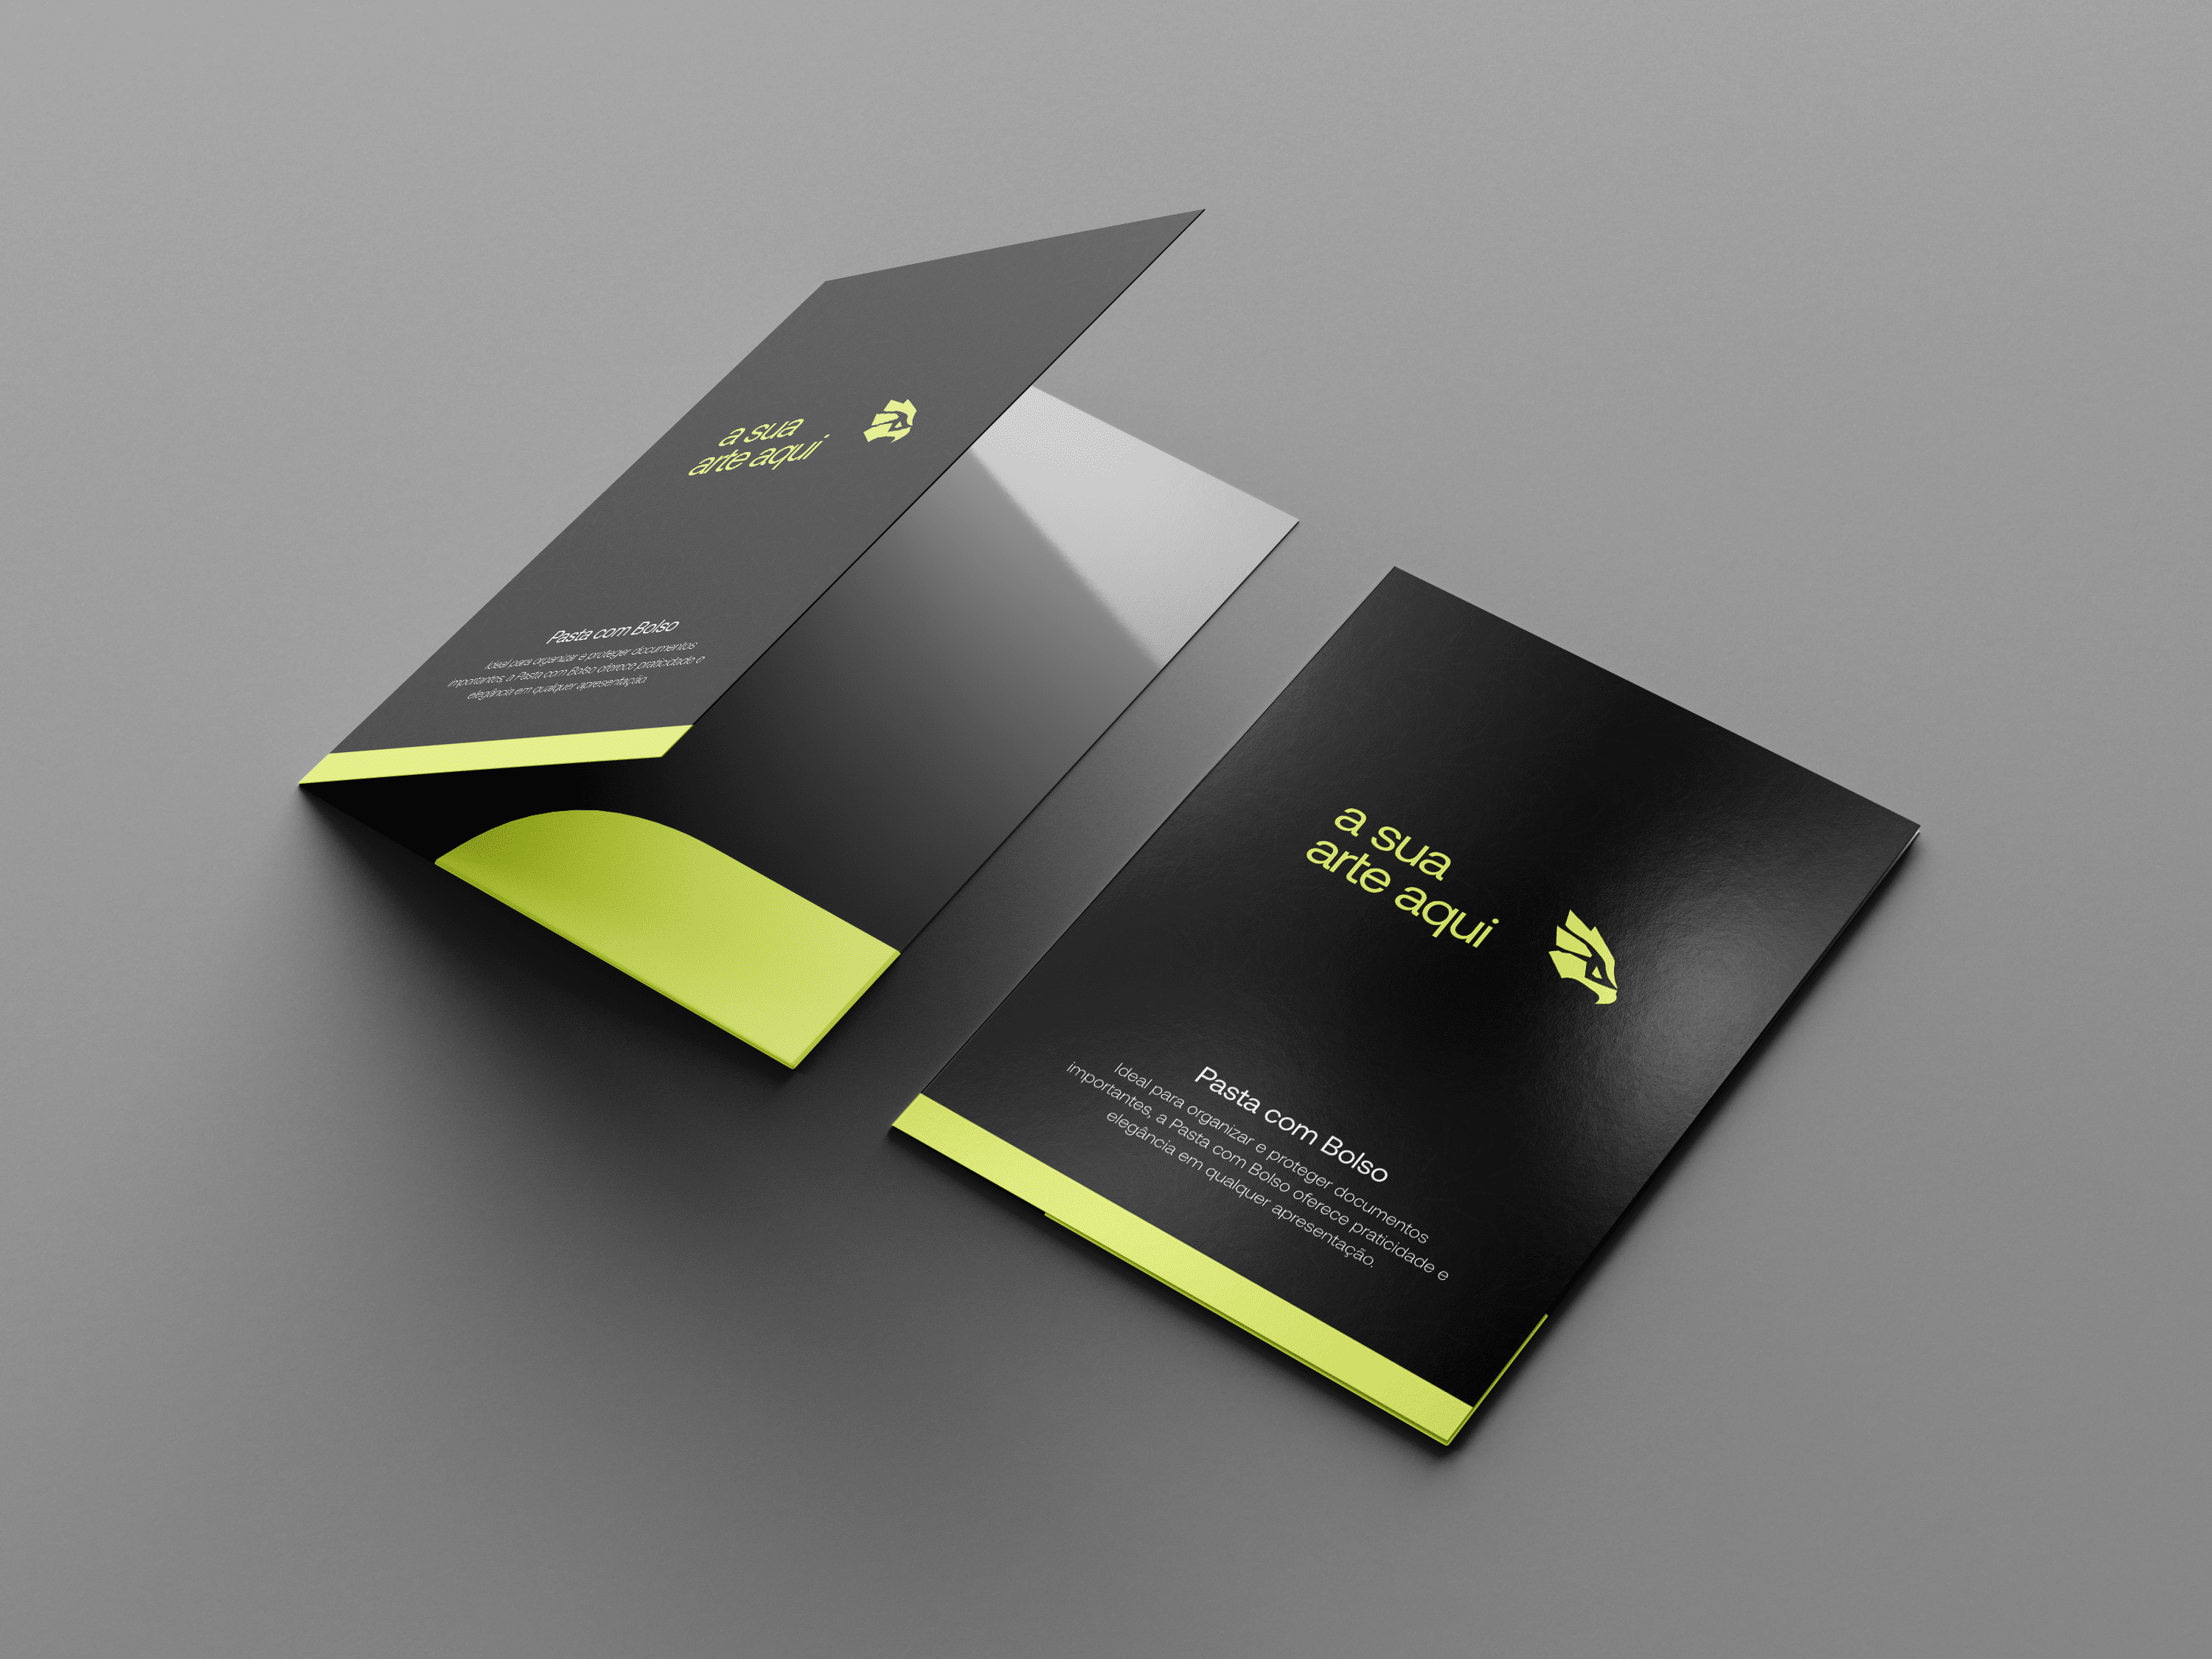 a sua
arte aqui
Pasta com Bolso
Ideal para organizar e proteger documentos
importantes, a Pasta com Bolso oferece praticidade e
elegância em qualquer apresentação.
a sua
arte aqui
Pasta com Bolso
Ideal para organizar e proteger documentos
importantes, a Pasta com Bolso oferece praticidade e
elegância em qualquer apresentação.